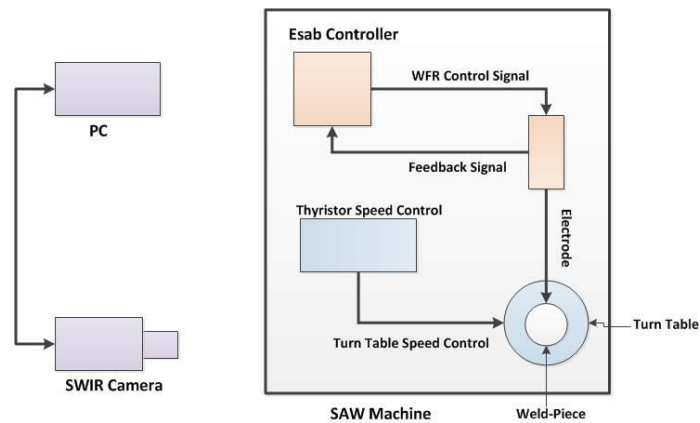 Esab Controller
WFR Control Signal
PC
Feedback Signal
Thyristor Speed Control
Electrode
Turn Table
Turn Table Speed Control
SWIR Camera
SAW Machine
Weld-Piece